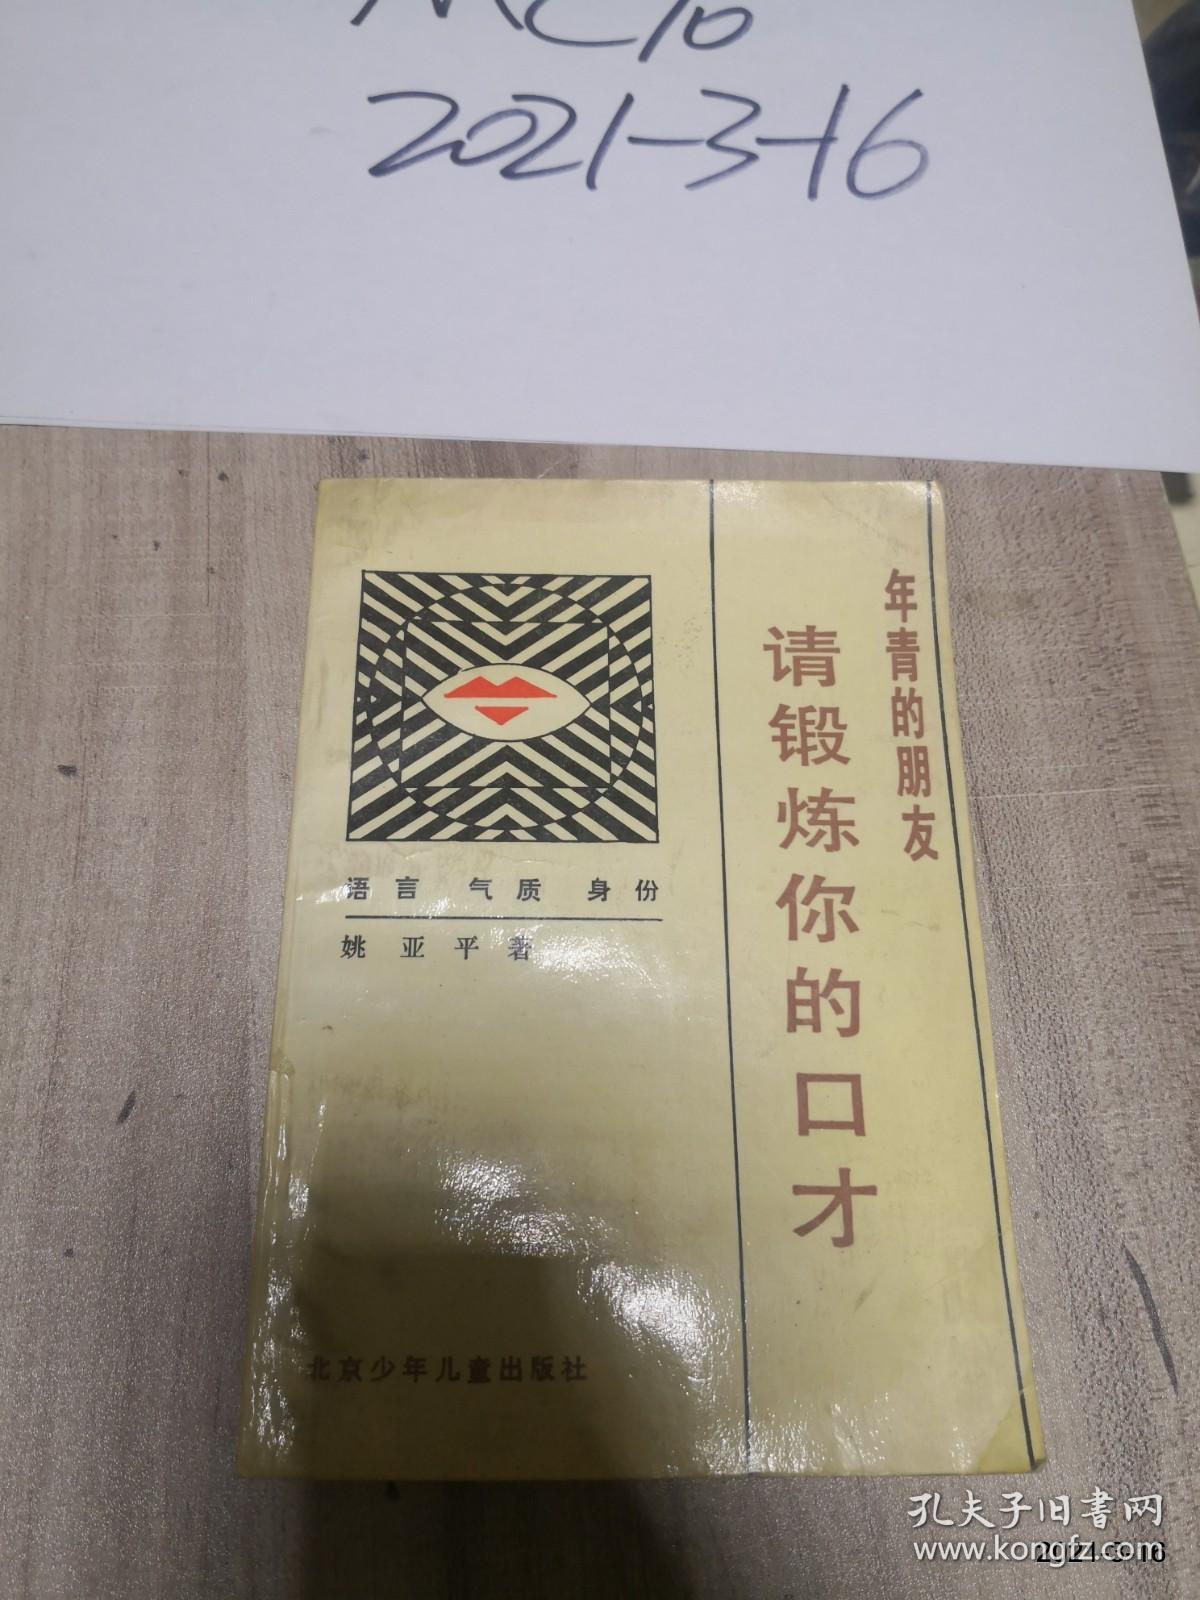 2021-3-16
年青的朋友
请锻炼你的口才
语言 气质 身份
姚亚平著
北京少年儿童出版社
孔夫子旧书网
www.kongfz.com